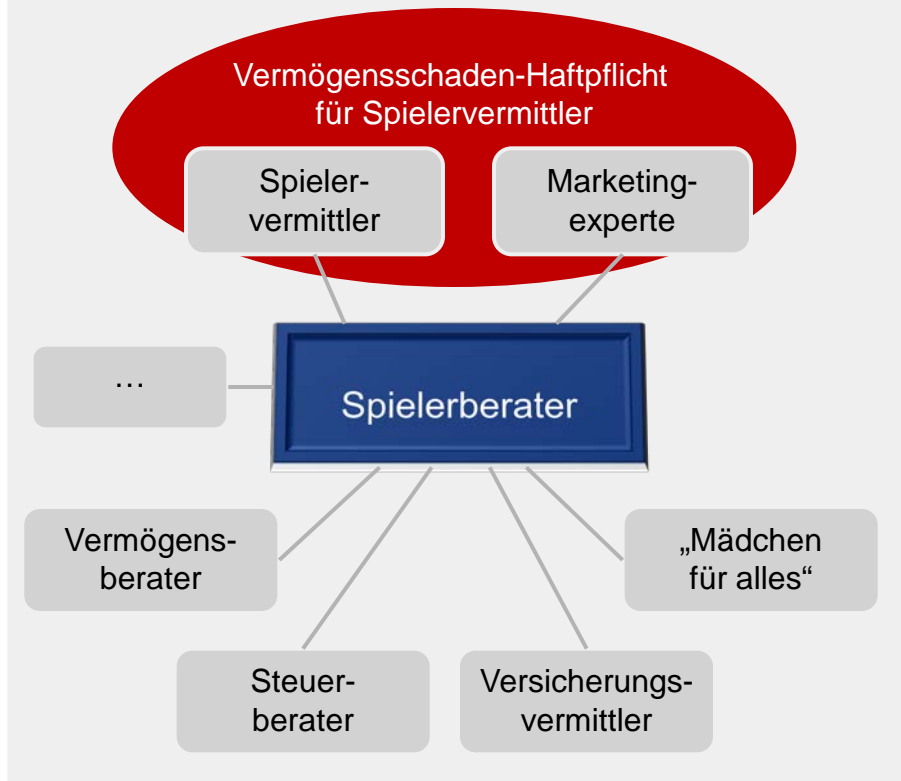 Vermögensschaden-Haftpflicht
für Spielervermittler
Spieler-
vermittler
Marketing-
experte
…
Spielerberater
Vermögens-
berater
„Mädchen
für alles“
Steuer-
berater
Versicherungs-
vermittler